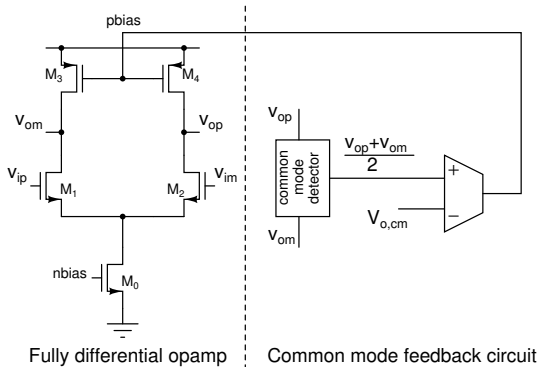 pbias
M3
M4
vom
vop
vip
M1
M2
vim
nbias
M0
Fully differential opamp
vop
common
mode
detector
vom
vop+vom
2
Vo,cm
+
−
Common mode feedback circuit